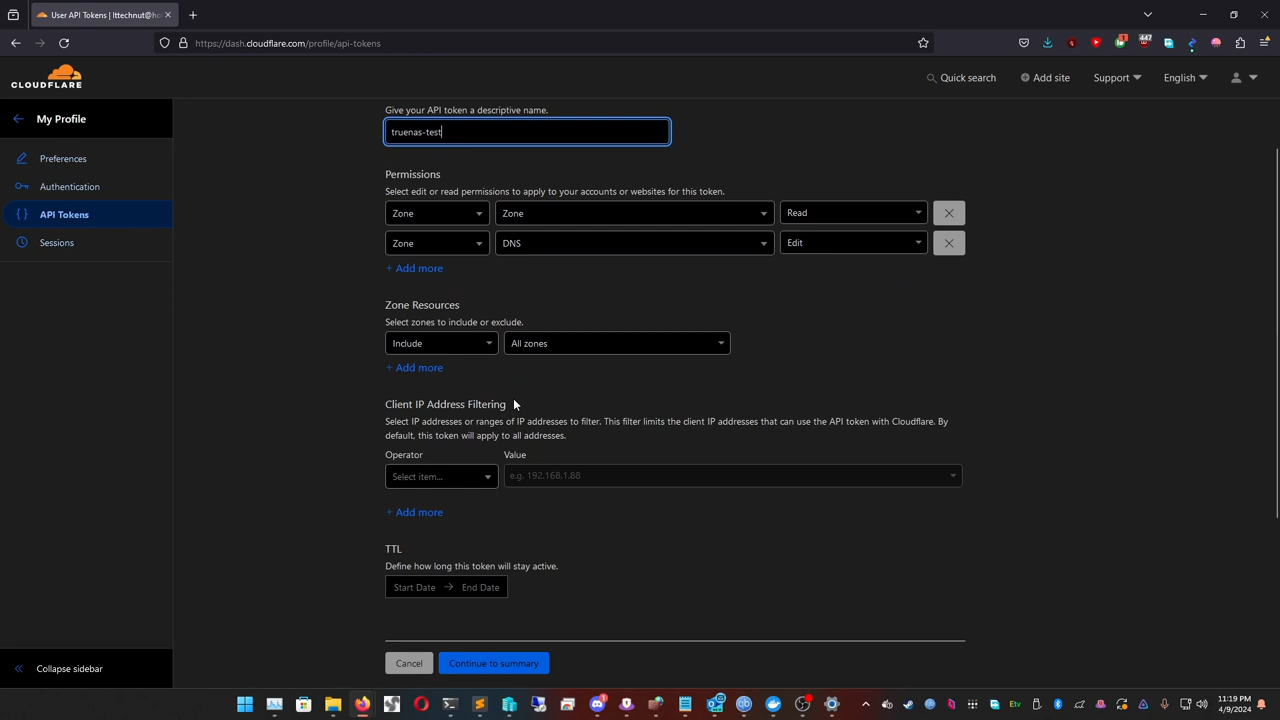 User API Tokens | lttechnut@ho
https://dash.cloudflare.com/profile/api-tokens
1
447
CLOUDFLARE
Quick search
Add site
Support
English
My Profile
Preferences
Authentication
API Tokens
Sessions
Give your API token a descriptive name.
truenas-test
Permissions
Select edit or read permissions to apply to your accounts or websites for this token.
Zone Zone Read
Zone DNS Edit
+ Add more
Zone Resources
Select zones to include or exclude.
Include All zones
+ Add more
Client IP Address Filtering
Select IP addresses or ranges of IP addresses to filter. This filter limits the client IP addresses that can use the API token with Cloudflare. By
default, this token will apply to all addresses.
Operator Value
Select item... e.g. 192.168.1.88
+ Add more
TTL
Define how long this token will stay active.
Start Date → End Date
Cancel Continue to summary
Collapse sidebar
11:19 PM
4/9/2024